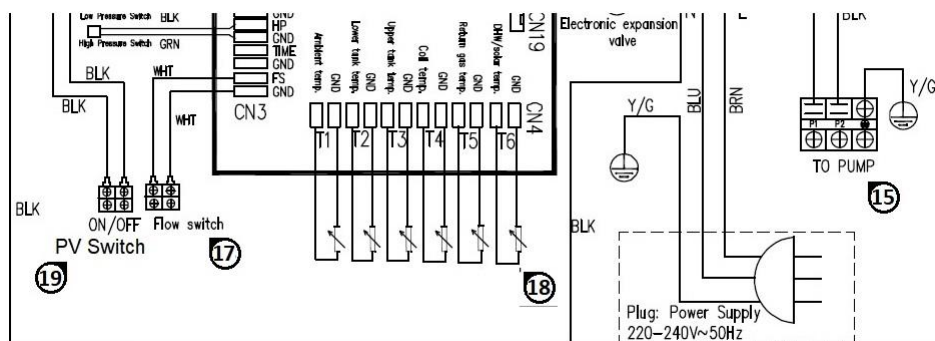 Low Pressure Switch
BLK
High Pressure Switch
GRN
GND
HP
GND
TIME
GND
FS
GND
CN3
WHT
WHT
BLK
BLK
BLK
ON/OFF
PV Switch
19
Flow switch
17
Ambient temp.
GND
Lower tank temp.
GND
Upper tank temp.
GND
Coil temp.
GND
Return gas temp.
GND
DHW/solar temp.
GND
CN19
CN4
T1
T2
T3
T4
T5
T6
18
Electronic expansion
valve
BLK
Y/G
BLU
BRN
N
Plug: Power Supply
220-240V~50Hz
BLK
Y/G
P1
P2
TO PUMP
15